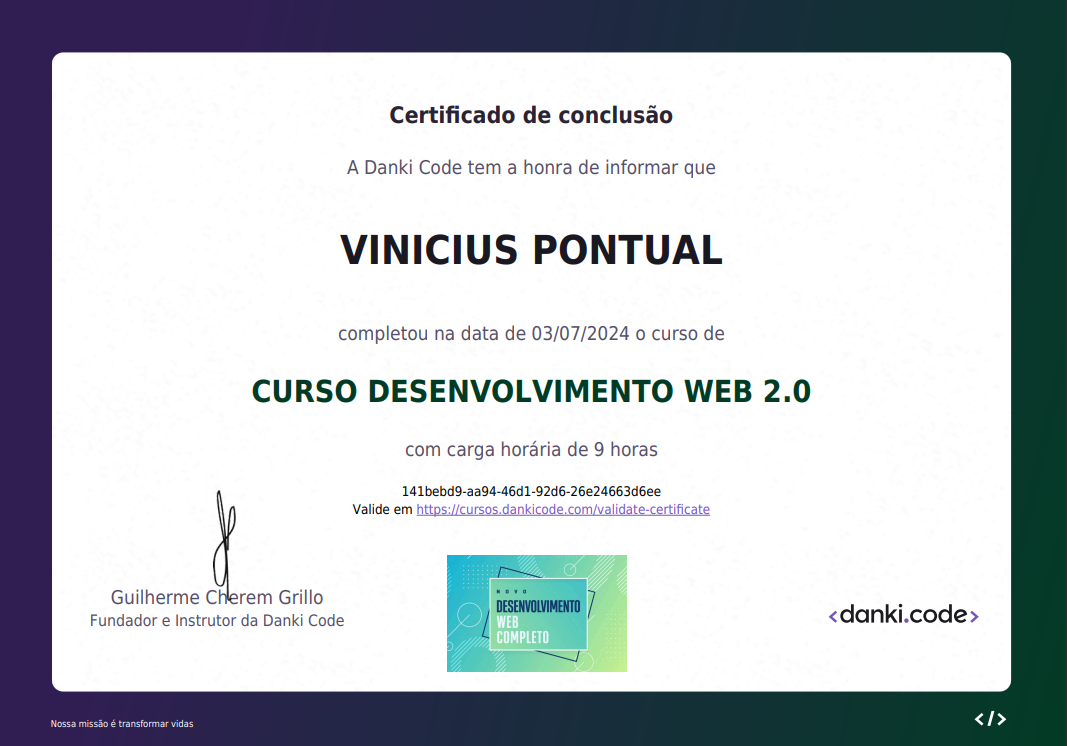 Certificado de conclusão
A Danki Code tem a honra de informar que
VINICIUS PONTUAL
completou na data de 03/07/2024 o curso de
CURSO DESENVOLVIMENTO WEB 2.0
com carga horária de 9 horas
141bebd9-aa94-46d1-92d6-26e24663d6ee
Valide em https://cursos.dankicode.com/validate-certificate
Guilherme Cherem Grillo
Fundador e Instrutor da Danki Code
NOVO
DESENVOLVIMENTO
WEB
COMPLETO
<danki.code>
Nossa missão é transformar vidas
</>